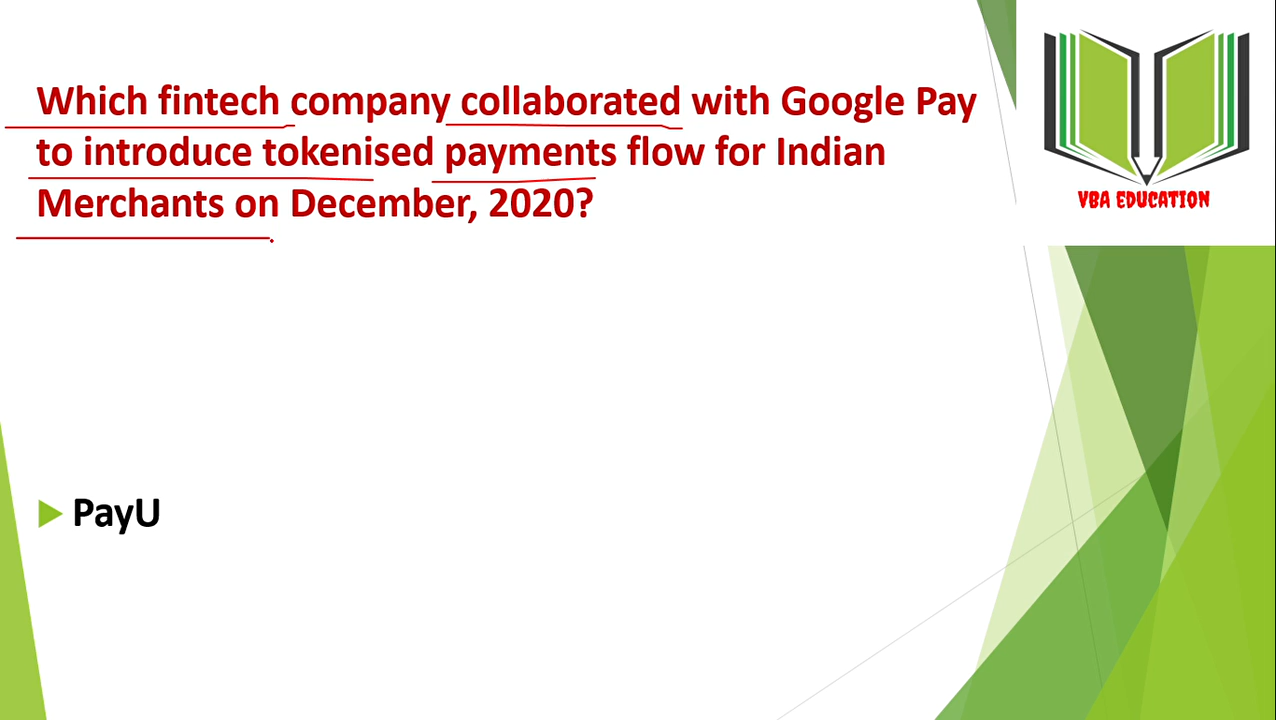 Which fintech company collaborated with Google Pay
to introduce tokenised payments flow for Indian
Merchants on December, 2020?
VBA EDUCATION
PayU